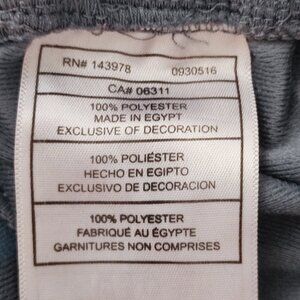 RN# 143978 0930516
CA# 06311
100% POLYESTER
MADE IN EGYPT
EXCLUSIVE OF DECORATION
100% POLIÉSTER
HECHO EN EGIPTO
EXCLUSIVO DE DECORACION
100% POLYESTER
FABRIQUÉ AU ÉGYPTE
GARNITURES NON COMPRISES